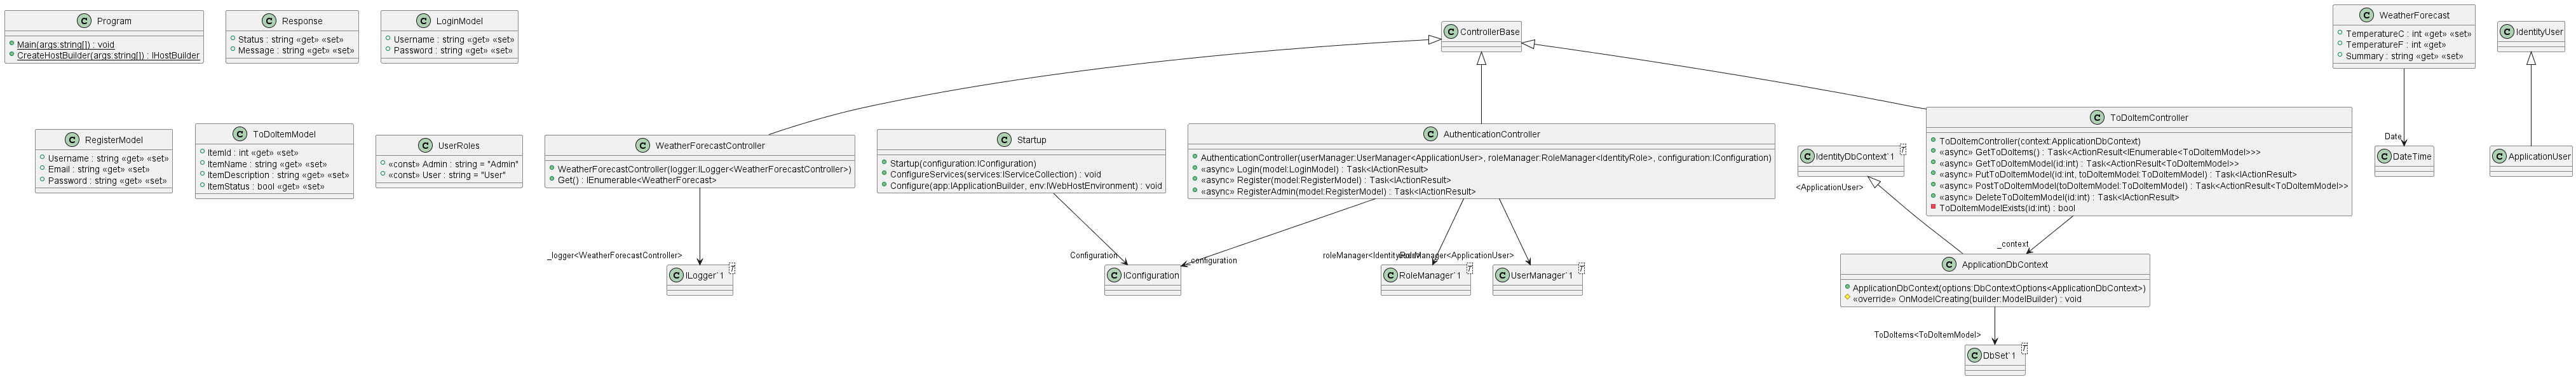 C Program
Main(args:string[]) : void
CreateHostBuilder(args:string[]) : IHostBuilder
C Response
Status : string «get» «set»
Message : string «get» «set»
C LoginModel
Username : string «get» «set»
Password : string «get» «set»
C ControllerBase
C WeatherForecast
TemperatureC : int «get» «set»
TemperatureF : int «get»
Summary : string «get» «set»
C IdentityUser
C RegisterModel
Username : string «get» «set»
Email : string «get» «set»
Password : string «get» «set»
C ToDoItemModel
ItemId : int «get» «set»
ItemName : string «get» «set»
ItemDescription : string «get» «set»
ItemStatus : bool «get» «set»
C UserRoles
«const» Admin : string = "Admin"
«const» User : string = "User"
C WeatherForecastController
WeatherForecastController(logger:ILogger<WeatherForecastController>)
Get() : IEnumerable<WeatherForecast>
C Startup
Startup(configuration:IConfiguration)
ConfigureServices(services:IServiceCollection) : void
Configure(app:IApplicationBuilder, env:IWebHostEnvironment) : void
C AuthenticationController
AuthenticationController(userManager:UserManager<ApplicationUser>, roleManager:RoleManager<IdentityRole>, configuration:IConfiguration)
«async» Login(model:LoginModel) : Task<IActionResult>
«async» Register(model:RegisterModel) : Task<IActionResult>
«async» RegisterAdmin(model:RegisterModel) : Task<IActionResult>
C IdentityDbContext`1
T
<ApplicationUser>
C ToDoItemController
ToDoItemController(context:ApplicationDbContext)
«async» GetToDoItems() : Task<ActionResult<IEnumerable<ToDoItemModel>>>
«async» GetToDoItemModel(id:int) : Task<ActionResult<ToDoItemModel>>
«async» PutToDoItemModel(id:int, toDoItemModel:ToDoItemModel) : Task<IActionResult>
«async» PostToDoItemModel(toDoItemModel:ToDoItemModel) : Task<ActionResult<ToDoItemModel>>
«async» DeleteToDoItemModel(id:int) : Task<IActionResult>
ToDoItemModelExists(id:int) : bool
Date
C DateTime
C ApplicationUser
_logger<WeatherForecastController>
C ILogger`1
T
Configuration
_configuration
C IConfiguration
C RoleManager`1
T
C UserManager`1
T
_context
C ApplicationDbContext
ApplicationDbContext(options:DbContextOptions<ApplicationDbContext>)
«override» OnModelCreating(builder:ModelBuilder) : void
ToDoItems<ToDoItemModel>
C DbSet`1
T